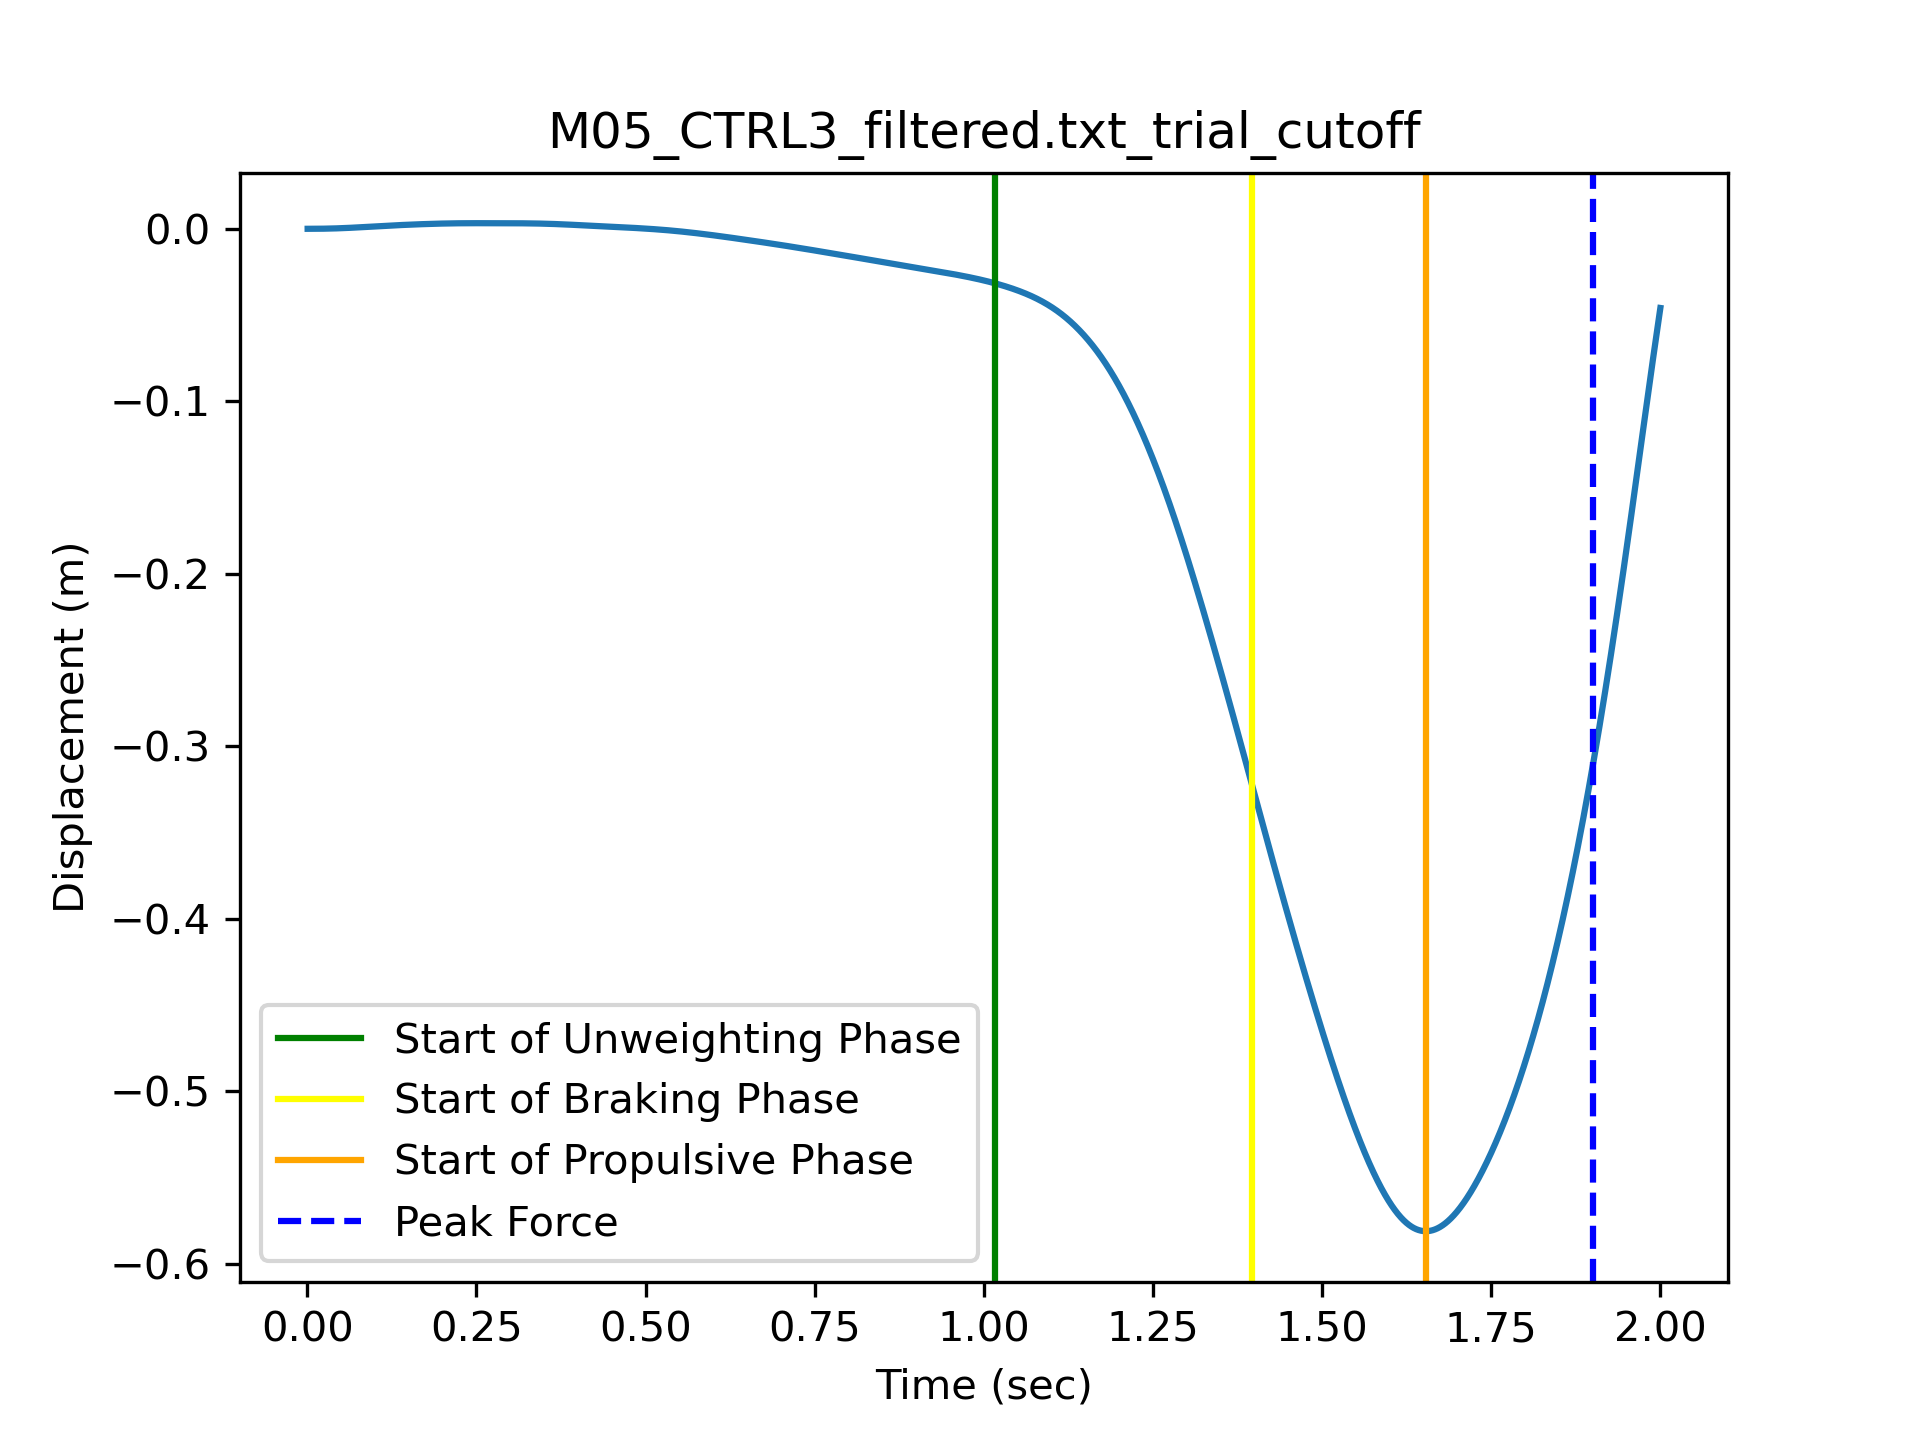 M05_CTRL3_filtered.txt_trial_cutoff
0.0
−0.1
−0.2
−0.3
−0.4
−0.5
−0.6
Displacement (m)
Start of Unweighting Phase
Start of Braking Phase
Start of Propulsive Phase
Peak Force
0.00 0.25 0.50 0.75 1.00 1.25 1.50 1.75 2.00
Time (sec)